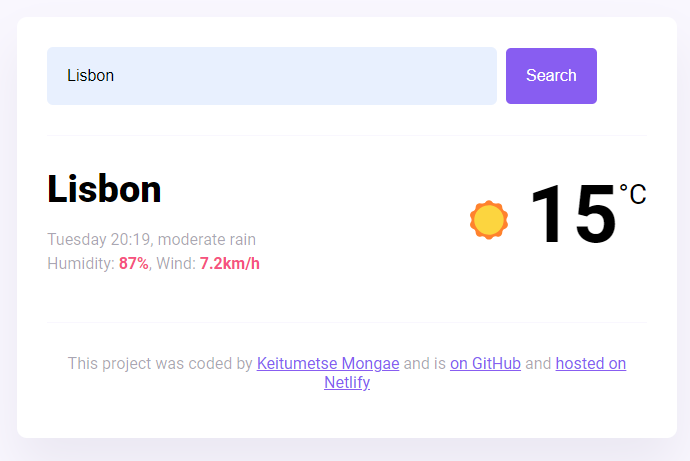 Lisbon
Search
Lisbon
15°C
Tuesday 20:19, moderate rain
Humidity: 87%, Wind: 7.2km/h
This project was coded by Keitumetse Mongae and is on GitHub and hosted on
Netlify